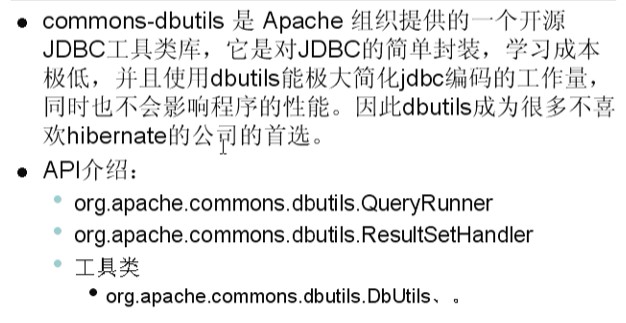 commons-dbutils 是 Apache 组织提供的一个开源
JDBC工具类库，它是对JDBC的简单封装，学习成本
极低，并且使用dbutils能极大简化jdbc编码的工作量，
同时也不会影响程序的性能。因此dbutils成为很多不喜
欢hibernate的公司的首选。
API介绍：
org.apache.commons.dbutils.QueryRunner
org.apache.commons.dbutils.ResultSetHandler
工具类
org.apache.commons.dbutils.DbUtils、。